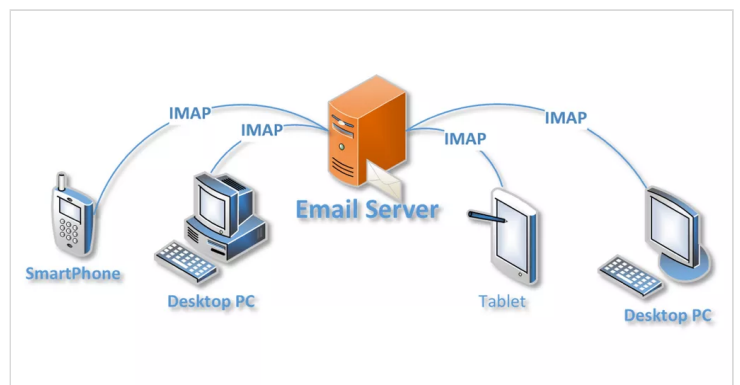 IMAP
IMAP
IMAP
IMAP
Email Server
SmartPhone
Desktop PC
Tablet
Desktop PC